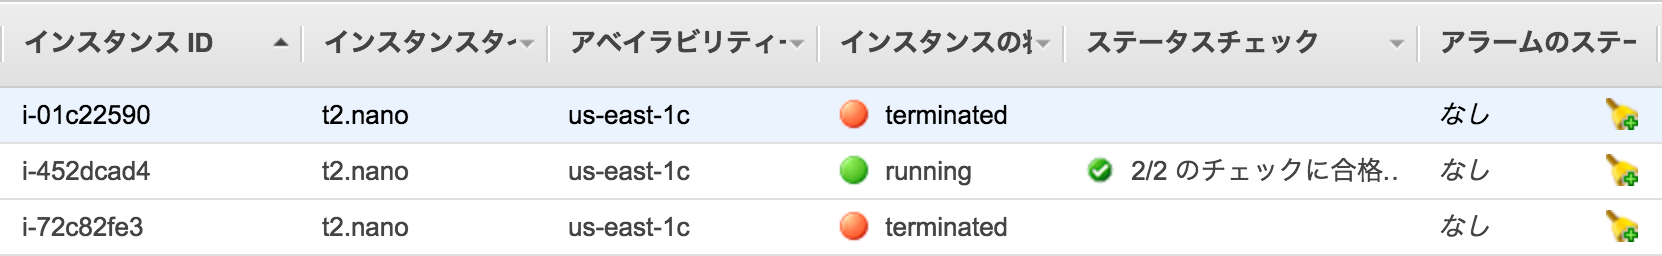 インスタンス ID インスタンスター アベイラビリティー インスタンスの状 ステータスチェック アラームのステー
i-01c22590 t2.nano us-east-1c terminated なし
i-452dcad4 t2.nano us-east-1c running 2/2 のチェックに合格.. なし
i-72c82fe3 t2.nano us-east-1c terminated なし